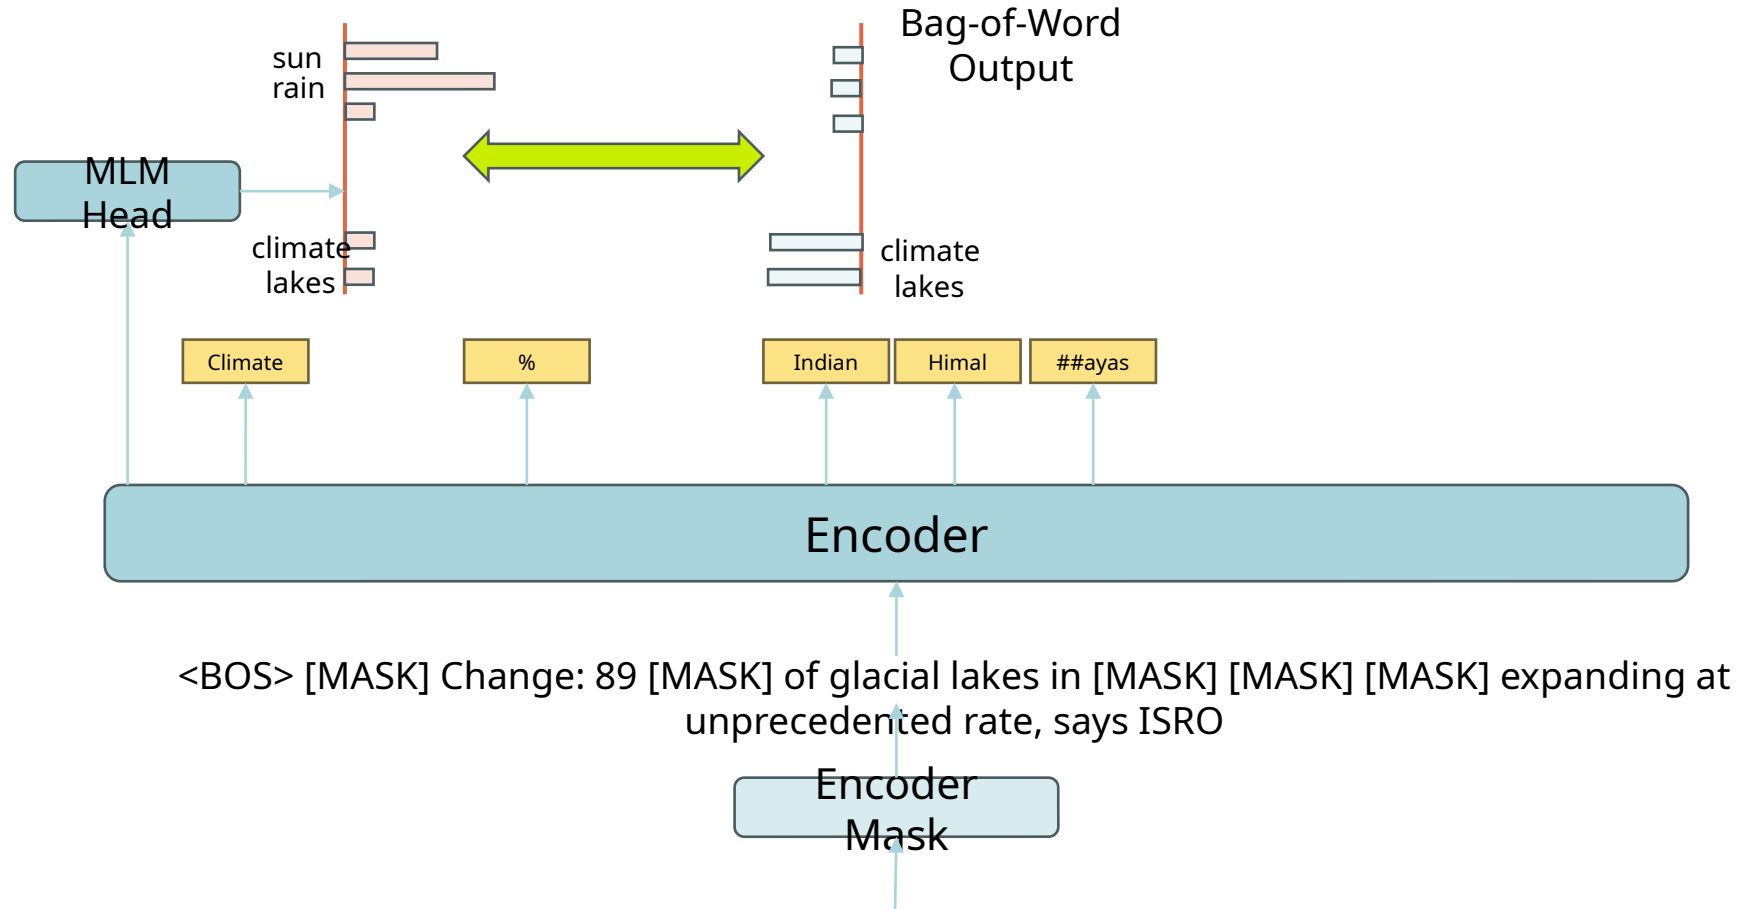 Bag-of-Word
Output
sun
rain
MLM
Head
climate
lakes
climate
lakes
Climate
%
Indian
Himal
##ayas
Encoder
<BOS> [MASK] Change: 89 [MASK] of glacial lakes in [MASK] [MASK] [MASK] expanding at
unprecedented rate, says ISRO
Encoder
Mask